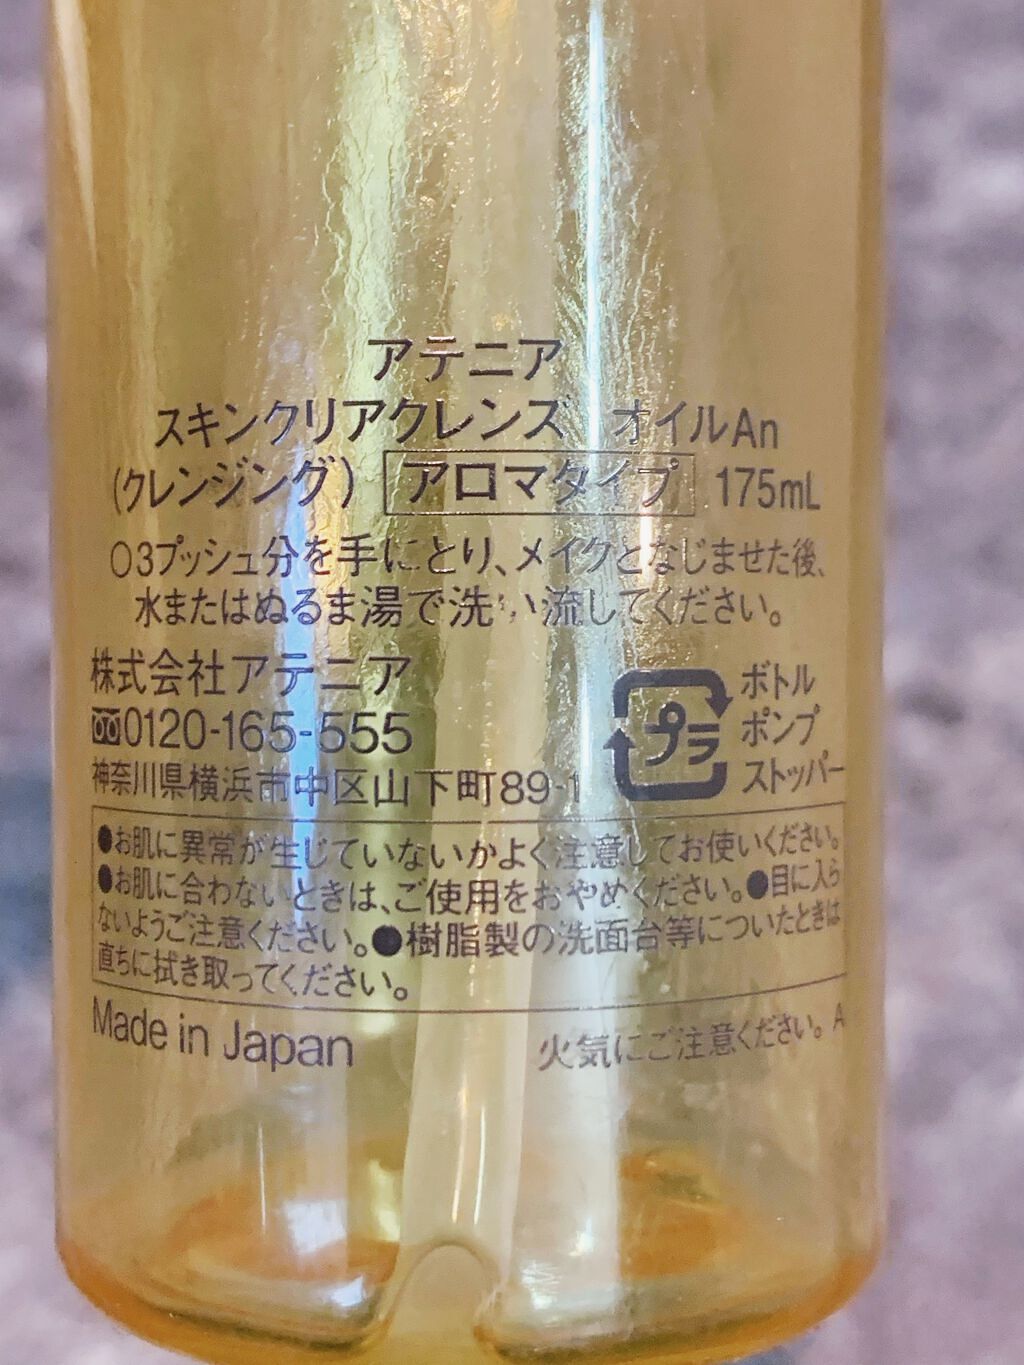 アテニア
スキンクリアクレンズ オイルAn
(クレンジング) アロマタイプ 175mL
○3プッシュ分を手にとり、メイクとなじませた後、
水またはぬるま湯で洗い流してください。
株式会社アテニア
0120-165-555
神奈川県横浜市中区山下町89-1
プラ
ボトル
ポンプ
ストッパー
●お肌に異常が生じていないかよく注意してお使いください。
●お肌に合わないときは、ご使用をおやめください。●目に入ら
ないようご注意ください。●樹脂製の洗面台等についたときは
直ちに拭き取ってください。
Made in Japan
火気にご注意ください。 A